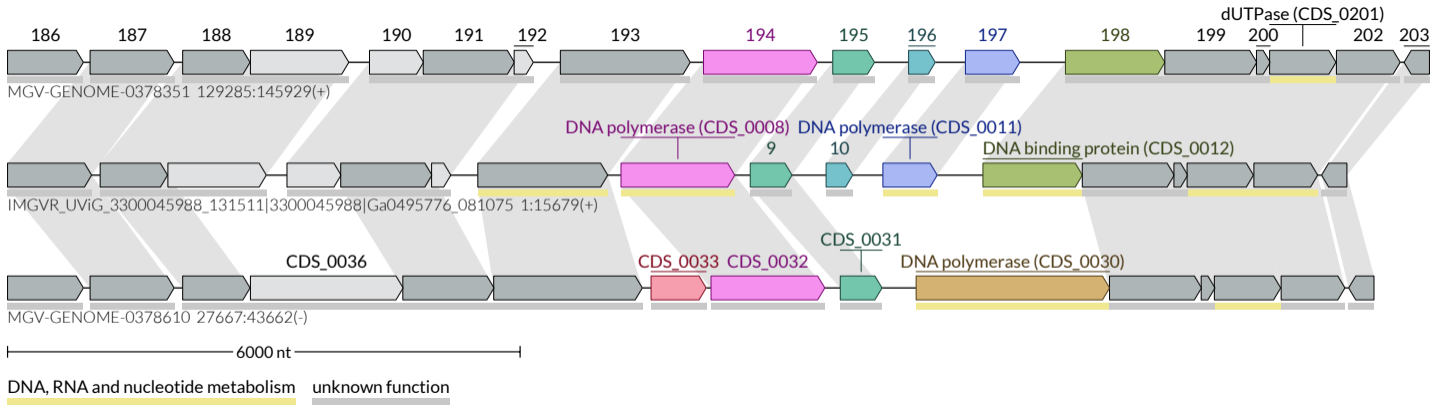 dUTPase (CDS_0201)
186 187 188 189 190 191 192 193 194 195 196 197 198 199 200 202 203
MGV-GENOME-0378351 129285:145929(+)
DNA polymerase (CDS_0008) DNA polymerase (CDS_0011)
9 10 DNA binding protein (CDS_0012)
IMGVR_UViG_3300045988_131511|3300045988|Ga0495776_081075 1:15679(+)
CDS_0031
CDS_0036 CDS_0033 CDS_0032 DNA polymerase (CDS_0030)
MGV-GENOME-0378610 27667:43662(-)
6000 nt
DNA, RNA and nucleotide metabolism unknown function